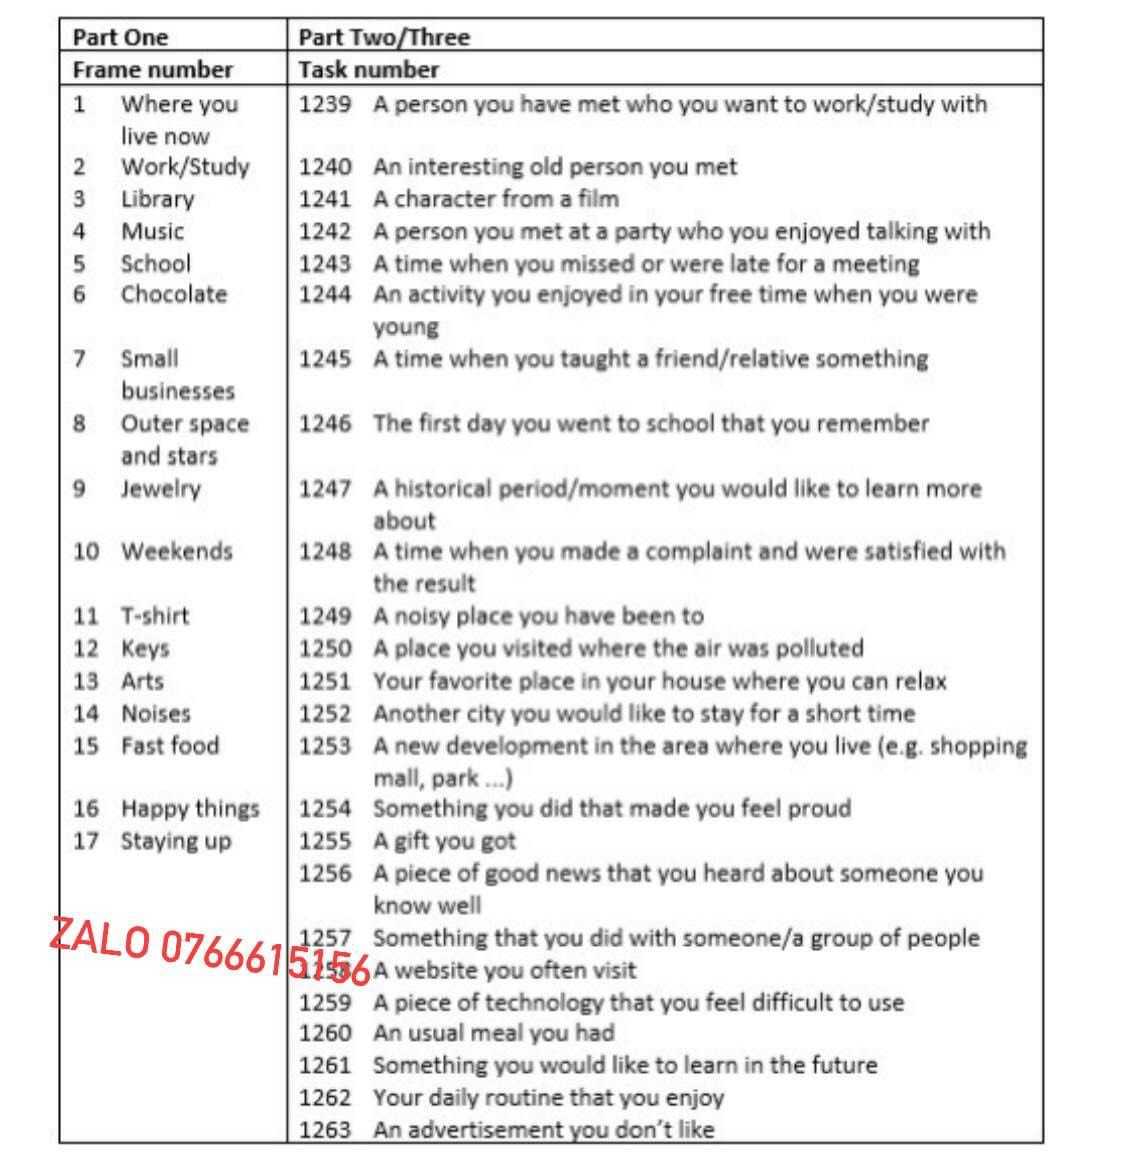 Part One Part Two/Three
Frame number Task number
1 Where you 1239 A person you have met who you want to work/study with
live now
2 Work/Study 1240 An interesting old person you met
3 Library 1241 A character from a film
4 Music 1242 A person you met at a party who you enjoyed talking with
5 School 1243 A time when you missed or were late for a meeting
6 Chocolate 1244 An activity you enjoyed in your free time when you were
young
7 Small 1245 A time when you taught a friend/relative something
businesses
8 Outer space 1246 The first day you went to school that you remember
and stars
9 Jewelry 1247 A historical period/moment you would like to learn more
about
10 Weekends 1248 A time when you made a complaint and were satisfied with
the result
11 T-shirt 1249 A noisy place you have been to
12 Keys 1250 A place you visited where the air was polluted
13 Arts 1251 Your favorite place in your house where you can relax
14 Noises 1252 Another city you would like to stay for a short time
15 Fast food 1253 A new development in the area where you live (e.g. shopping
mall, park ...)
16 Happy things 1254 Something you did that made you feel proud
17 Staying up 1255 A gift you got
1256 A piece of good news that you heard about someone you
know well
ZALO 0766615156
1257 Something that you did with someone/a group of people
1258 A website you often visit
1259 A piece of technology that you feel difficult to use
1260 An usual meal you had
1261 Something you would like to learn in the future
1262 Your daily routine that you enjoy
1263 An advertisement you don't like